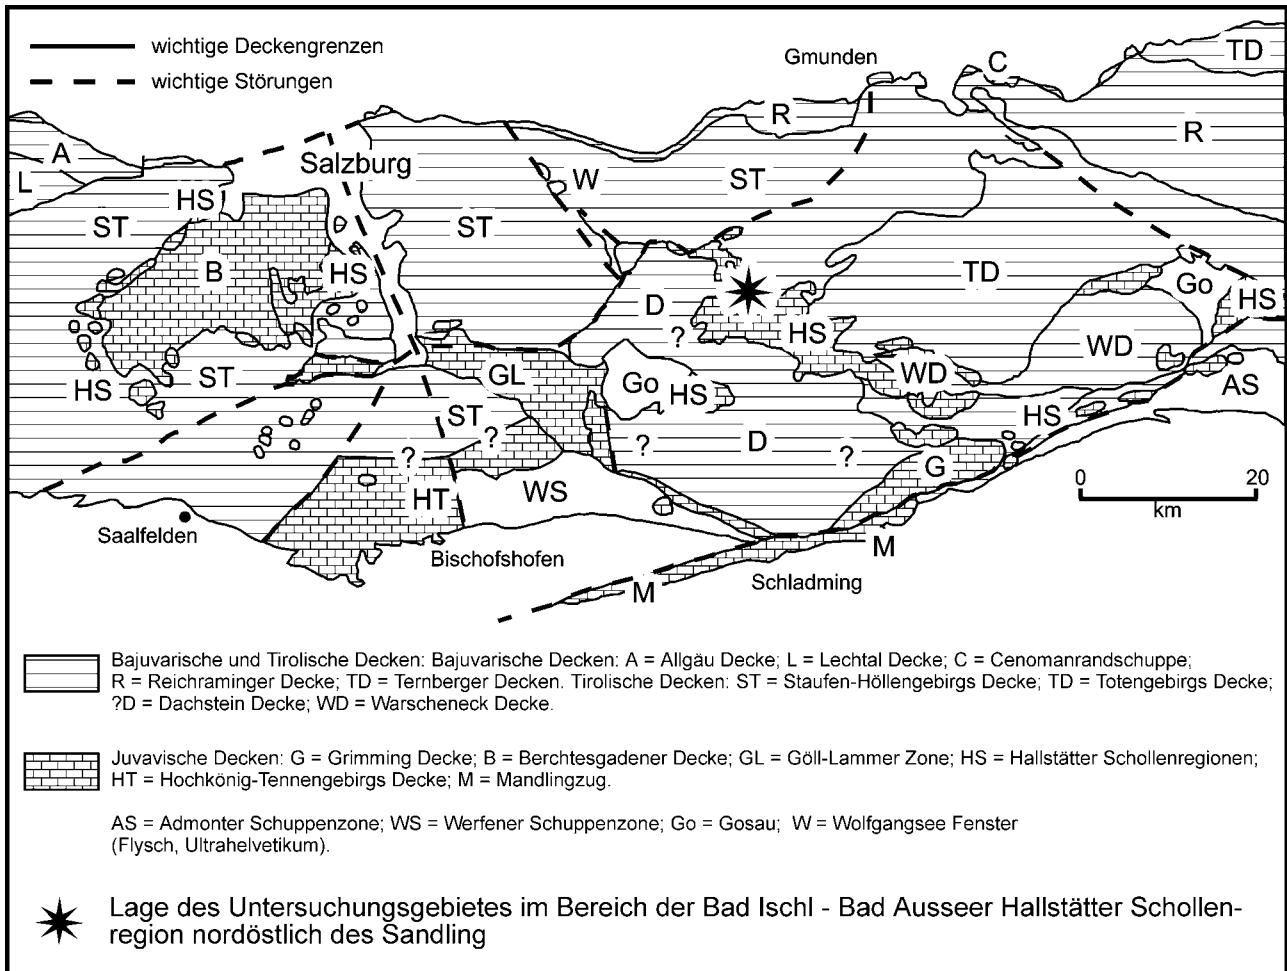 wichtige Deckengrenzen
wichtige Störungen
Gmunden
C
TD
R
R
A
L
Salzburg
HS
W
ST
ST
ST
B
HS
D
?
TD
Go
HS
HS
WD
GL
Go
HS
WD
AS
HS
ST
ST
?
?
HS
?
D
?
G
HT
WS
0
20
km
Saalfelden
Bischofshofen
M
Schladming
M
Bajuvarische und Tirolische Decken: Bajuvarische Decken: A = Allgäu Decke; L = Lechtal Decke; C = Cenomanrandschuppe;
R = Reichraminger Decke; TD = Ternberger Decken. Tirolische Decken: ST = Staufen-Höllengebirgs Decke; TD = Totengebirgs Decke;
?D = Dachstein Decke; WD = Warscheneck Decke.
Juvavische Decken: G = Grimming Decke; B = Berchtesgadener Decke; GL = Göll-Lammer Zone; HS = Hallstätter Schollenregionen;
HT = Hochkönig-Tennengebirgs Decke; M = Mandlingzug.
AS = Admonter Schuppenzone; WS = Werfener Schuppenzone; Go = Gosau; W = Wolfgangsee Fenster
(Flysch, Ultrahelvetikum).
Lage des Untersuchungsgebietes im Bereich der Bad Ischl - Bad Ausseer Hallstätter Schollen-
region nordöstlich des Sandling